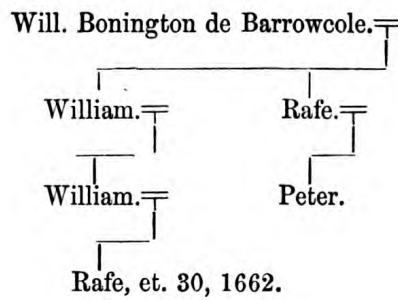 Will. Bonington de Barrowcole.
William. Rafe.
William. Peter.
Rafe, et. 30, 1662.